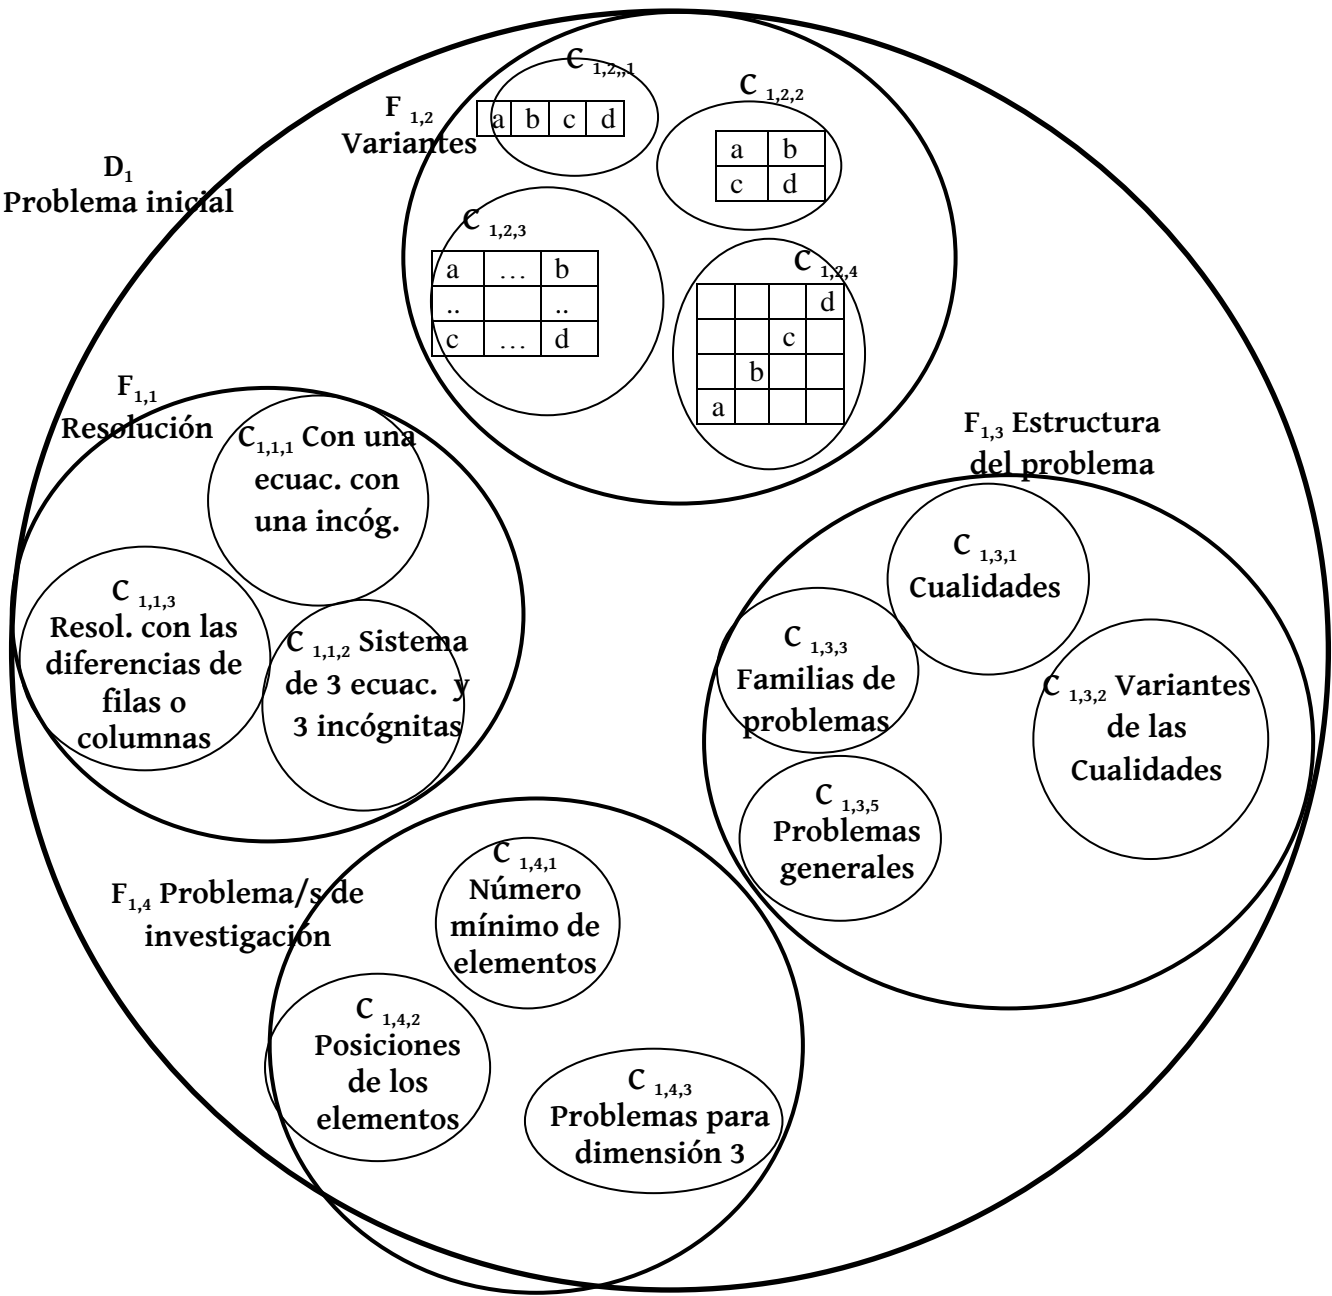 C 1,2,,1
a b c d
F 1,2
Variantes
C 1,2,2
a b
c d
D1
Problema inicial
C 1,2,3
a … b
.. ..
c … d
C 1,2,4
d
c
b
a
F1,1
Resolución
C1,1,1 Con una
ecuac. con
una incóg.
C 1,1,3
Resol. con las
diferencias de
filas o
columnas
C 1,1,2 Sistema
de 3 ecuac. y
3 incógnitas
F1,3 Estructura
del problema
C 1,3,1
Cualidades
C 1,3,3
Familias de
problemas
C 1,3,2 Variantes
de las
Cualidades
C 1,3,5
Problemas
generales
F1,4 Problema/s de
investigación
C 1,4,1
Número
mínimo de
elementos
C 1,4,2
Posiciones
de los
elementos
C 1,4,3
Problemas para
dimensión 3